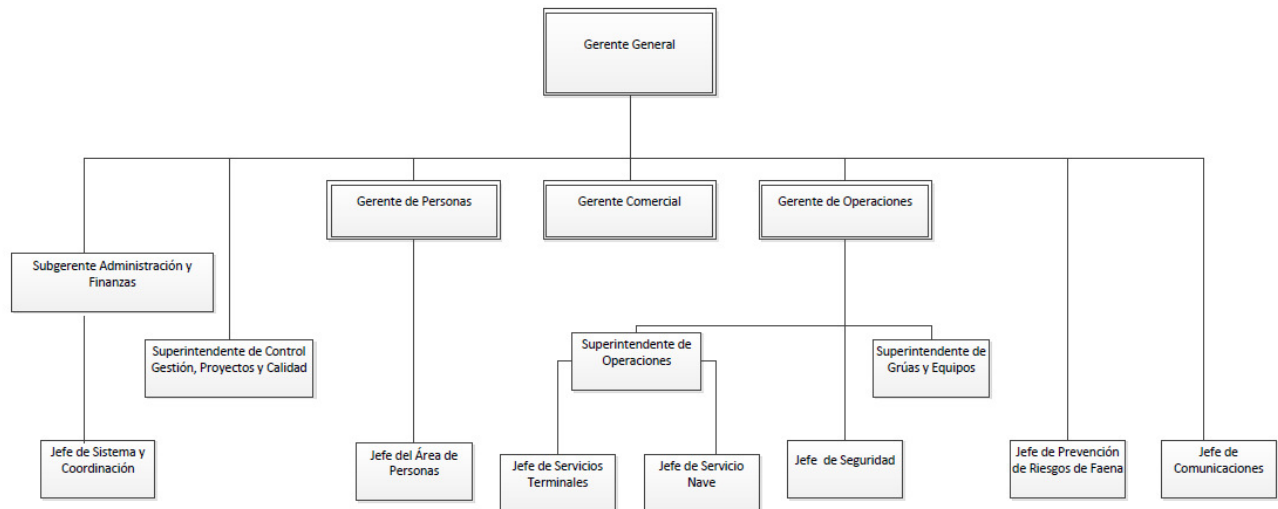 Gerente General
Gerente de Personas
Gerente Comercial
Gerente de Operaciones
Subgerente Administración y
Finanzas
Superintendente de Control
Gestión, Proyectos y Calidad
Superintendente de
Operaciones
Superintendente de
Grúas y Equipos
Jefe de Sistema y
Coordinación
Jefe del Área de
Personas
Jefe de Servicios
Terminales
Jefe de Servicio
Nave
Jefe de Seguridad
Jefe de Prevención
de Riesgos de Faena
Jefe de
Comunicaciones